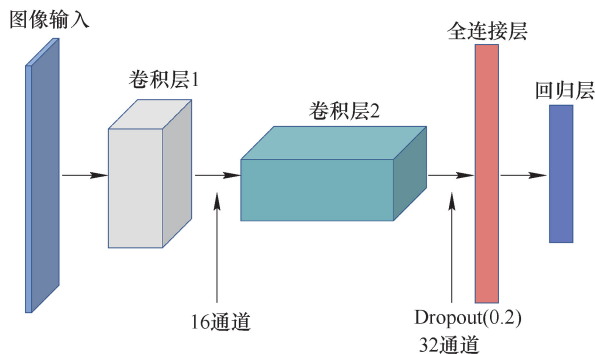 图像输入
卷积层1
卷积层2
全连接层
回归层
16通道
Dropout(0.2)
32通道